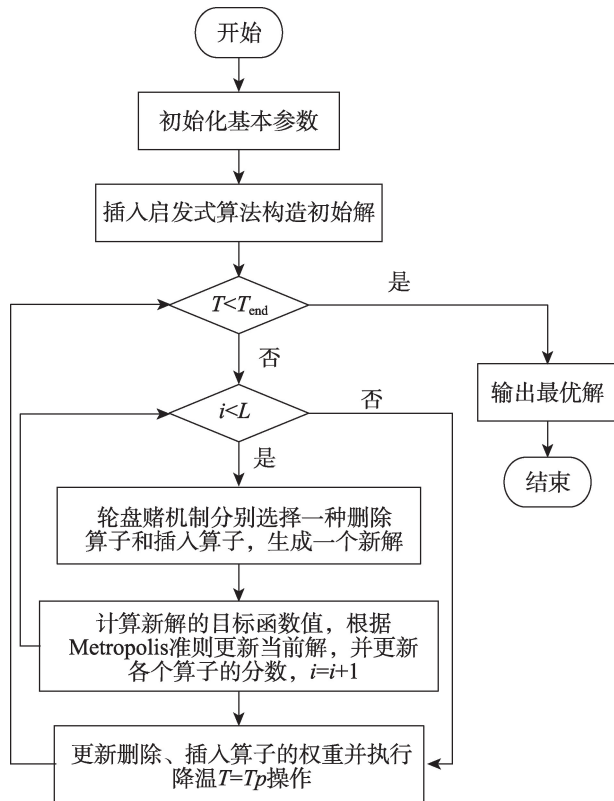 开始
初始化基本参数
插入启发式算法构造初始解
T<Tend
是
否
输出最优解
i<L
否
是
结束
轮盘赌机制分别选择一种删除
算子和插入算子，生成一个新解
计算新解的目标函数值，根据
Metropolis准则更新当前解，并更新
各个算子的分数，i=i+1
更新删除、插入算子的权重并执行
降温T=Tp操作